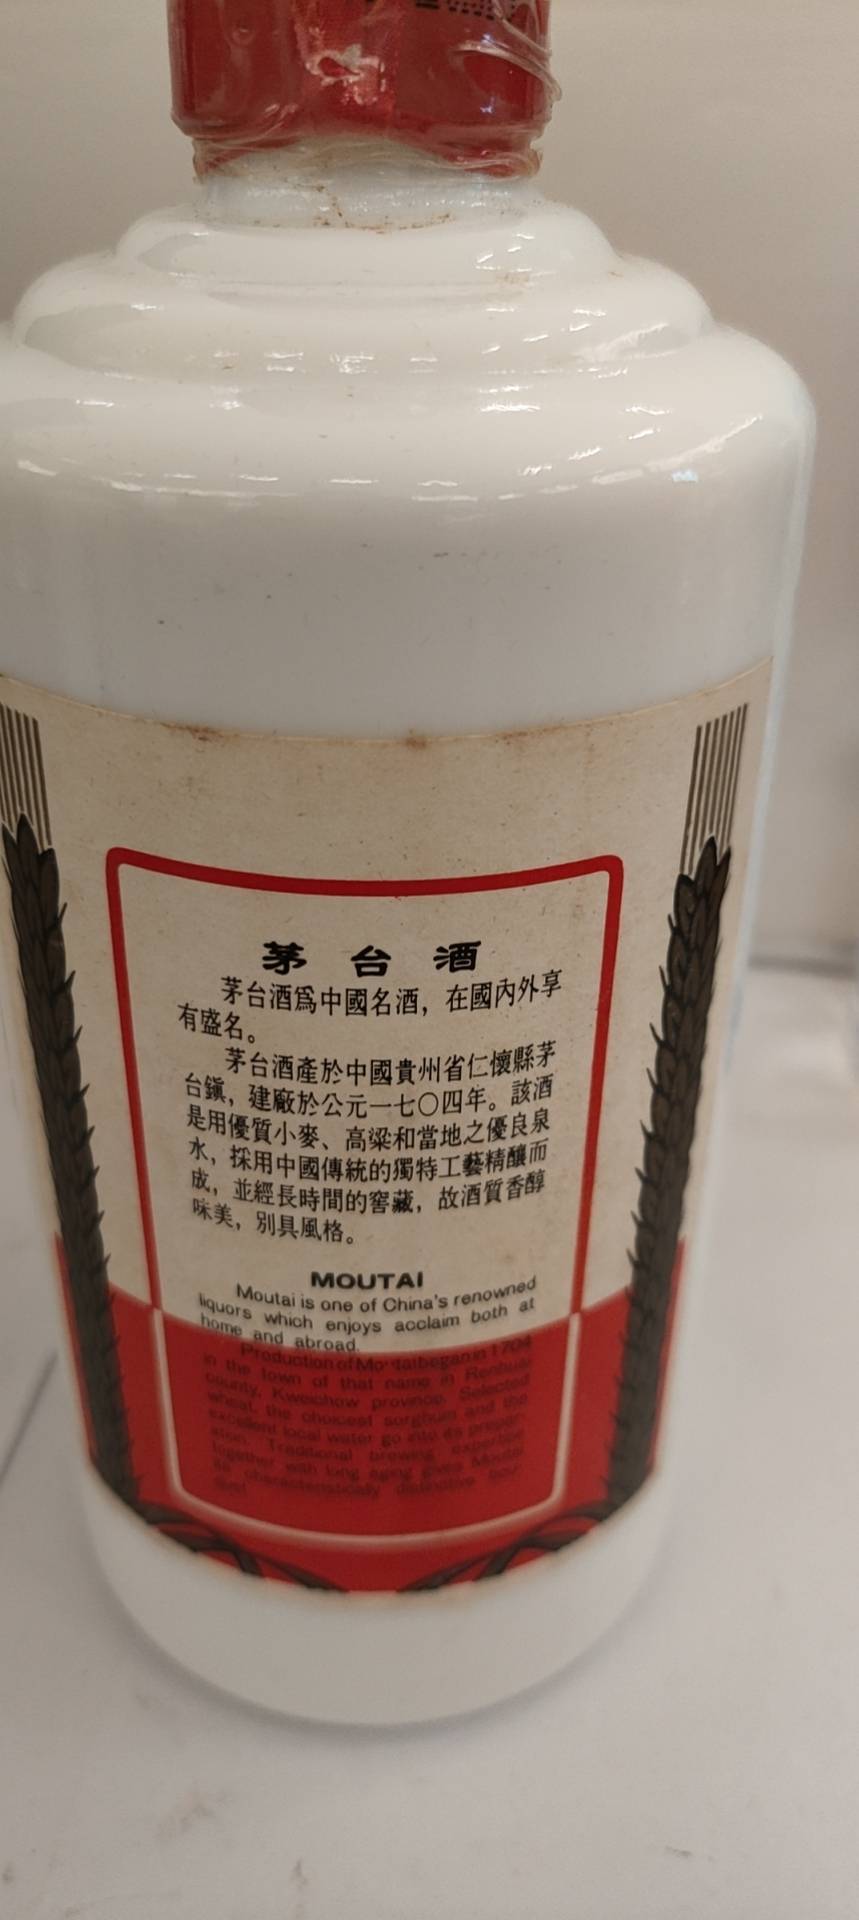 茅台酒
茅台酒爲中國名酒，在國內外享
有盛名。
茅台酒產於中國貴州省仁懷縣茅
台鎮，建廠於公元一七〇四年。該酒
是用優質小麥、高粱和當地之優良泉
水，採用中國傳統的獨特工藝精釀而
成，並經長時間的窖藏，故酒質香醇
味美，別具風格。
MOUTAI
Moutai is one of China's renowned
liquors which enjoys acclaim both at
home and abroad.
Production of Mo taibegan in 1704
in the town of that name in Renhuai
county, Kweichow province. Selected
wheat, the choicest sorghum and the
excellent local water go into its prepar-
ation. Traditional brewing expertise
together with long aging gives Moutai
its characteristically distinctive